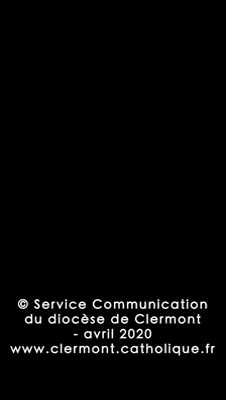 © Service Communication
du diocèse de Clermont
- avril 2020
www.clermont.catholique.fr